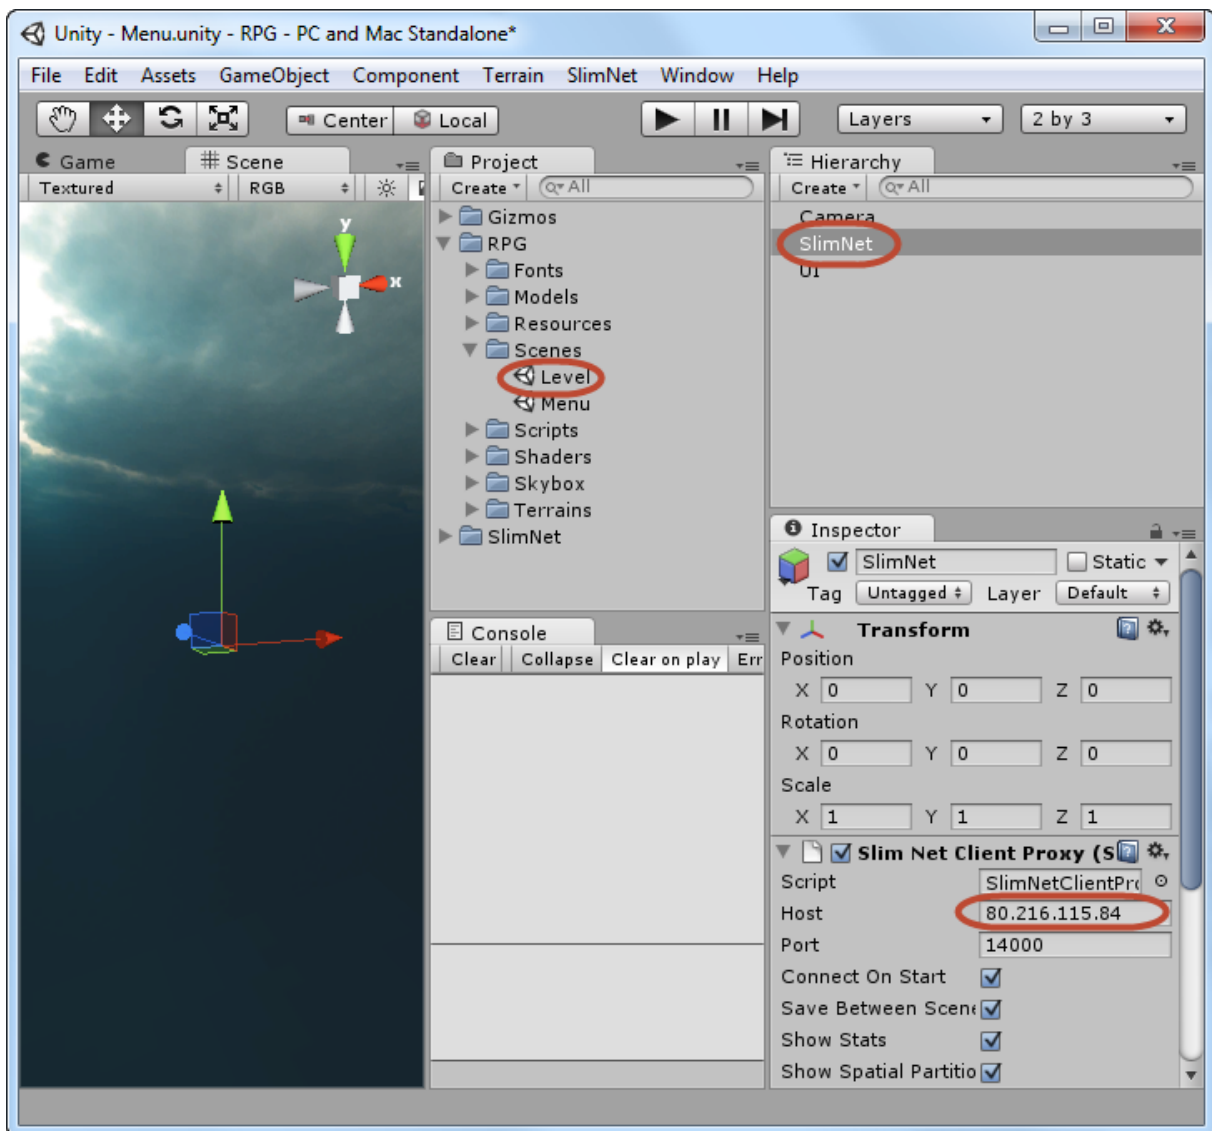 Unity - Menu.unity - RPG - PC and Mac Standalone*
File Edit Assets GameObject Component Terrain SlimNet Window Help
Center Local Layers 2 by 3
Game Scene
Textured RGB
y
x
Project
Create All
Gizmos
RPG
Fonts
Models
Resources
Scenes
Level
Menu
Scripts
Shaders
Skybox
Terrains
SlimNet
Console
Clear Collapse Clear on play Err
Hierarchy
Create All
Camera
SlimNet
UI
Inspector
SlimNet Static
Tag Untagged Layer Default
Transform
Position
X 0 Y 0 Z 0
Rotation
X 0 Y 0 Z 0
Scale
X 1 Y 1 Z 1
Slim Net Client Proxy (S
Script SlimNetClientPro
Host 80.216.115.84
Port 14000
Connect On Start
Save Between Scene
Show Stats
Show Spatial Partitio